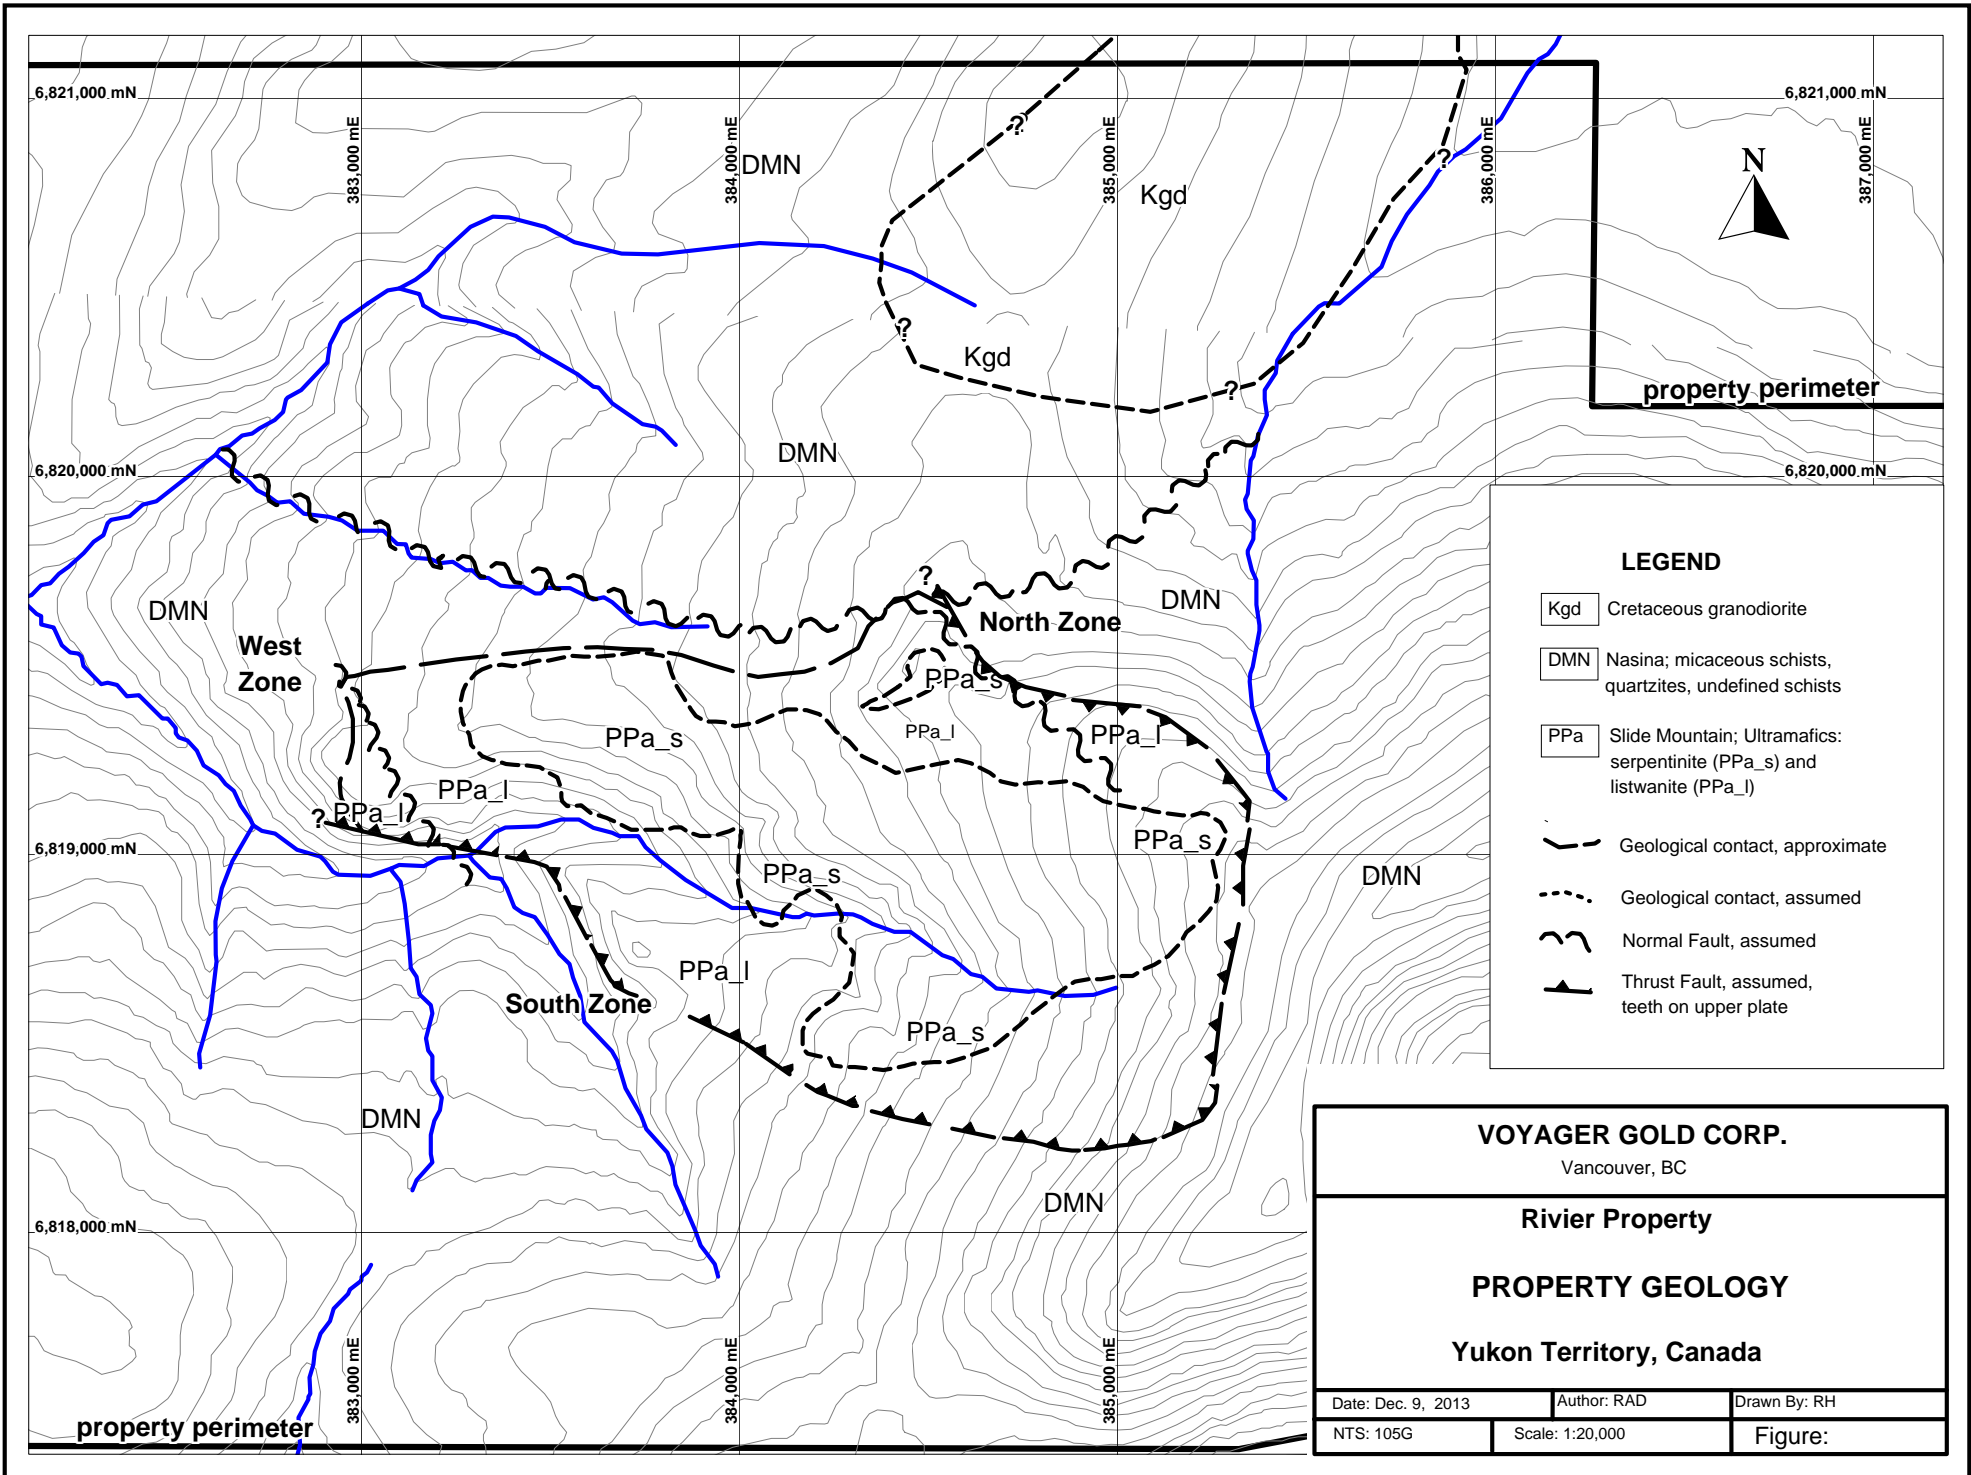 6,821,000 mN
6,821,000 mN
383,000 mE
384,000 mE
385,000 mE
386,000 mE
387,000 mE
?
DMN
?
N
Kgd
?
Kgd
?
property perimeter
DMN
6,820,000 mN
6,820,000 mN
?
DMN
DMN
North Zone
West
Zone
PPa_s
PPa_s
PPa_l
PPa_l
PPa_l
?
PPa_l
PPa_s
6,819,000 mN
PPa_s
DMN
PPa_l
South Zone
PPa_s
DMN
DMN
6,818,000 mN
383,000 mE
384,000 mE
385,000 mE
property perimeter
LEGEND
Kgd Cretaceous granodiorite
DMN Nasina; micaceous schists,
quartzites, undefined schists
PPa Slide Mountain; Ultramafics:
serpentinite (PPa_s) and
listwanite (PPa_l)
Geological contact, approximate
Geological contact, assumed
Normal Fault, assumed
Thrust Fault, assumed,
teeth on upper plate
VOYAGER GOLD CORP.
Vancouver, BC
Rivier Property
PROPERTY GEOLOGY
Yukon Territory, Canada
Date: Dec. 9, 2013 Author: RAD Drawn By: RH
NTS: 105G Scale: 1:20,000 Figure: